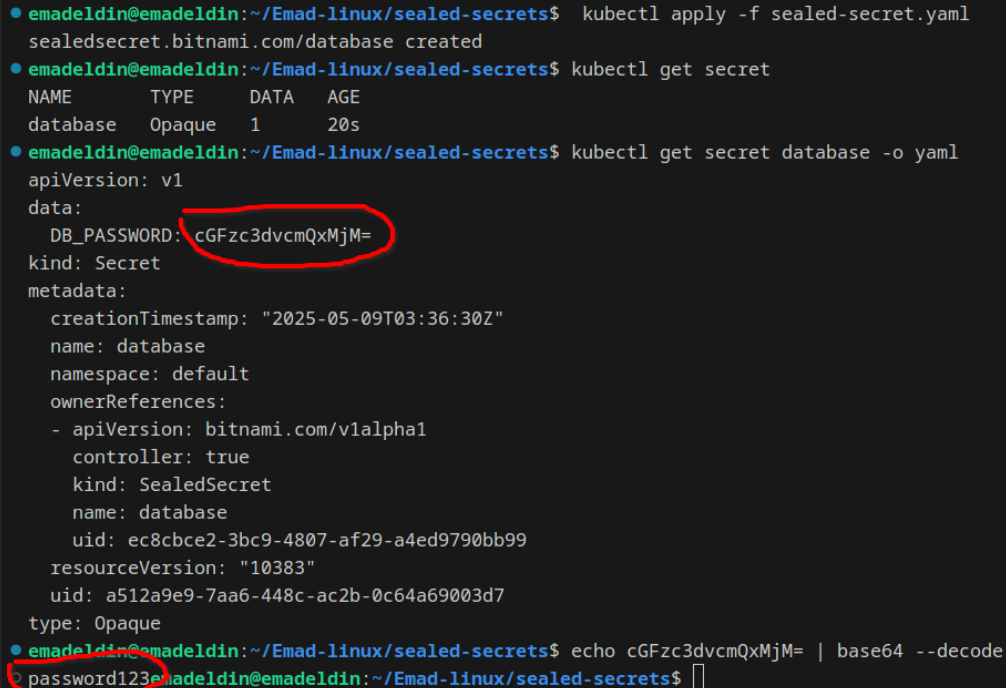 emadeldin@emadeldin:~/Emad-linux/sealed-secrets$  kubectl apply -f sealed-secret.yaml
sealedsecret.bitnami.com/database created
emadeldin@emadeldin:~/Emad-linux/sealed-secrets$ kubectl get secret
NAME       TYPE     DATA   AGE
database   Opaque   1      20s
emadeldin@emadeldin:~/Emad-linux/sealed-secrets$ kubectl get secret database -o yaml
apiVersion: v1
data:
  DB_PASSWORD: cGFzc3dvcmQxMjM=
kind: Secret
metadata:
  creationTimestamp: "2025-05-09T03:36:30Z"
  name: database
  namespace: default
  ownerReferences:
  - apiVersion: bitnami.com/v1alpha1
    controller: true
    kind: SealedSecret
    name: database
    uid: ec8cbce2-3bc9-4807-af29-a4ed9790bb99
  resourceVersion: "10383"
  uid: a512a9e9-7aa6-448c-ac2b-0c64a69003d7
type: Opaque
emadeldin@emadeldin:~/Emad-linux/sealed-secrets$ echo cGFzc3dvcmQxMjM= | base64 --decode
password123emadeldin@emadeldin:~/Emad-linux/sealed-secrets$